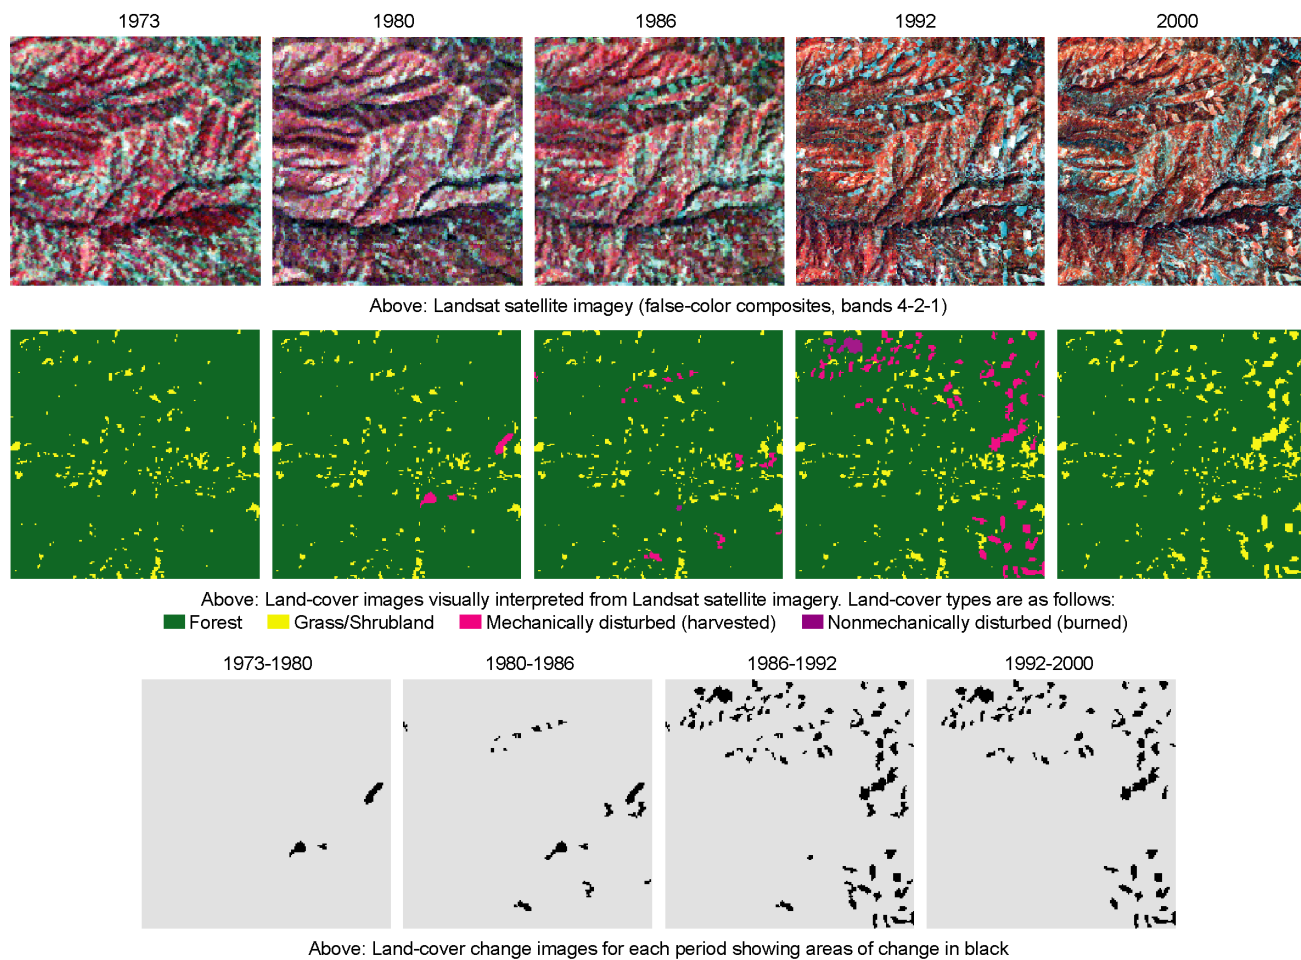 1973 1980 1986 1992 2000
Above: Landsat satellite imagey (false-color composites, bands 4-2-1)
Above: Land-cover images visually interpreted from Landsat satellite imagery. Land-cover types are as follows:
Forest Grass/Shrubland Mechanically disturbed (harvested) Nonmechanically disturbed (burned)
1973-1980 1980-1986 1986-1992 1992-2000
Above: Land-cover change images for each period showing areas of change in black